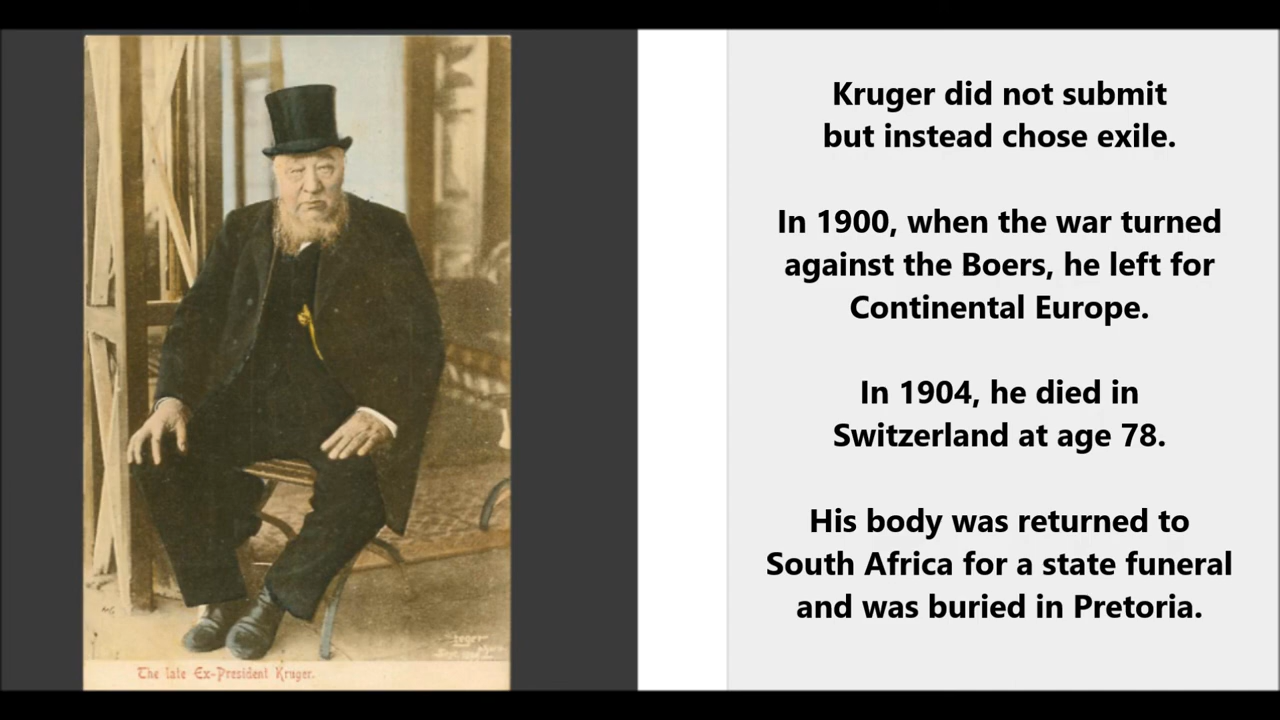 Kruger did not submit
but instead chose exile.
In 1900, when the war turned
against the Boers, he left for
Continental Europe.
In 1904, he died in
Switzerland at age 78.
His body was returned to
South Africa for a state funeral
and was buried in Pretoria.
The late Ex-President Kruger.